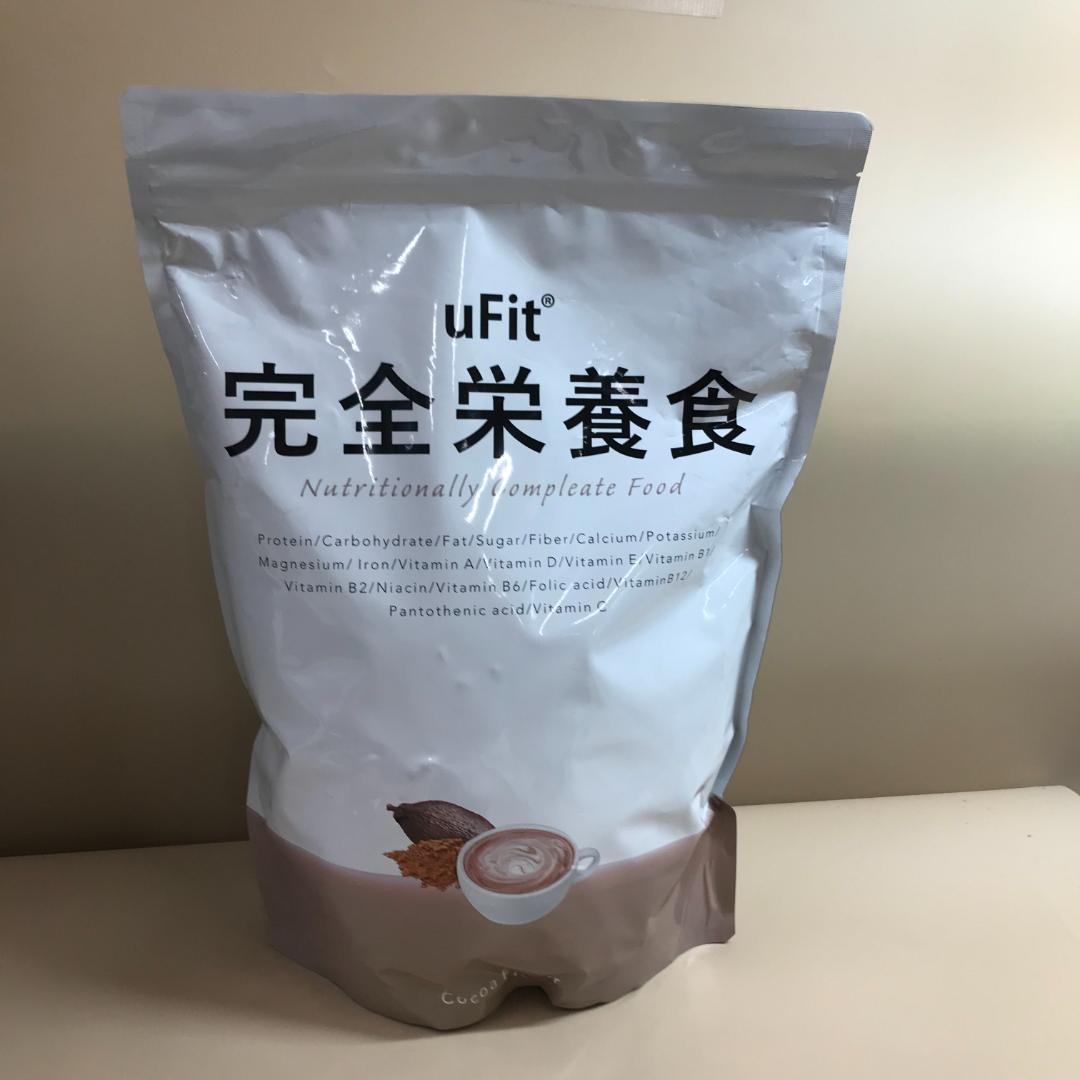 uFit®
完全栄養食
Nutritionally Compleate Food
Protein/Carbohydrate/Fat/Sugar/Fiber/Calcium/Potassium/
Magnesium/ Iron/Vitamin A/Vitamin D/Vitamin E/Vitamin B1/
Vitamin B2/Niacin/Vitamin B6/Folic acid/VitaminB12/
Pantothenic acid/Vitamin C
Cocoa